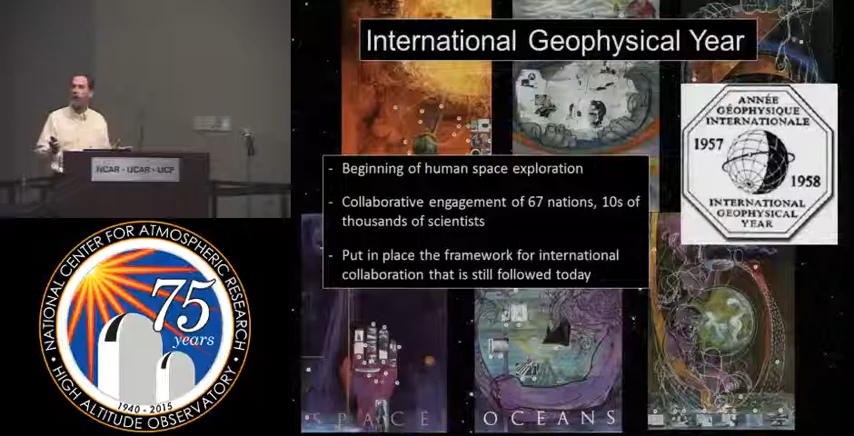 International Geophysical Year
NCAR - UCAR - UCP
- Beginning of human space exploration
- Collaborative engagement of 67 nations, 10s of
thousands of scientists
- Put in place the framework for international
collaboration that is still followed today
ANNÉE
GÉOPHYSIQUE
INTERNATIONALE
1957
1958
INTERNATIONAL
GEOPHYSICAL
YEAR
NATIONAL CENTER FOR ATMOSPHERIC RESEARCH
75
years
1940 - 2015
HIGH ALTITUDE OBSERVATORY
SPACE
OCEANS